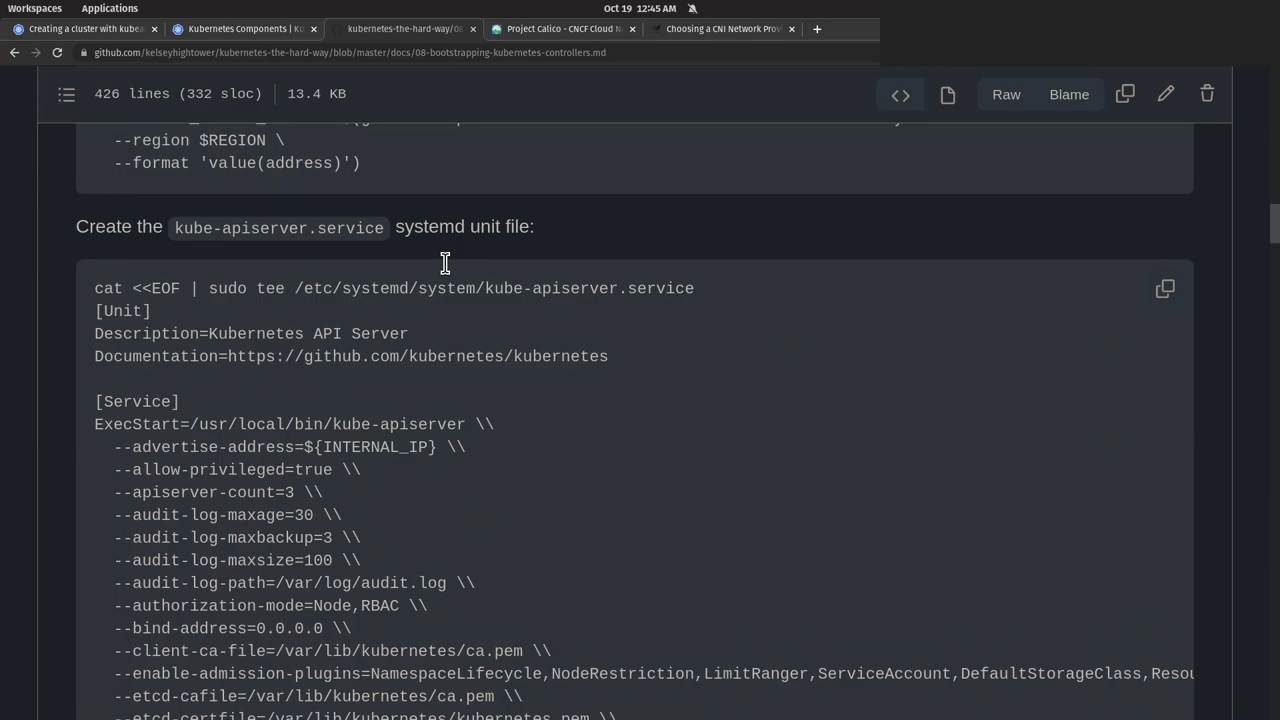 Workspaces Applications Oct 19 12:45 AM
Creating a cluster with kubea
Kubernetes Components | Ku
kubernetes-the-hard-way/08
Project Calico - CNCF Cloud N
Choosing a CNI Network Prov
github.com/kelseyhightower/kubernetes-the-hard-way/blob/master/docs/08-bootstrapping-kubernetes-controllers.md
426 lines (332 sloc) 13.4 KB Raw Blame
--region $REGION \
--format 'value(address)')
Create the kube-apiserver.service systemd unit file:
cat <<EOF | sudo tee /etc/systemd/system/kube-apiserver.service
[Unit]
Description=Kubernetes API Server
Documentation=https://github.com/kubernetes/kubernetes
[Service]
ExecStart=/usr/local/bin/kube-apiserver \\
--advertise-address=${INTERNAL_IP} \\
--allow-privileged=true \\
--apiserver-count=3 \\
--audit-log-maxage=30 \\
--audit-log-maxbackup=3 \\
--audit-log-maxsize=100 \\
--audit-log-path=/var/log/audit.log \\
--authorization-mode=Node,RBAC \\
--bind-address=0.0.0.0 \\
--client-ca-file=/var/lib/kubernetes/ca.pem \\
--enable-admission-plugins=NamespaceLifecycle,NodeRestriction,LimitRanger,ServiceAccount,DefaultStorageClass,Resou
--etcd-cafile=/var/lib/kubernetes/ca.pem \\
--etcd-certfile=/var/lib/kubernetes/kubernetes.pem \\